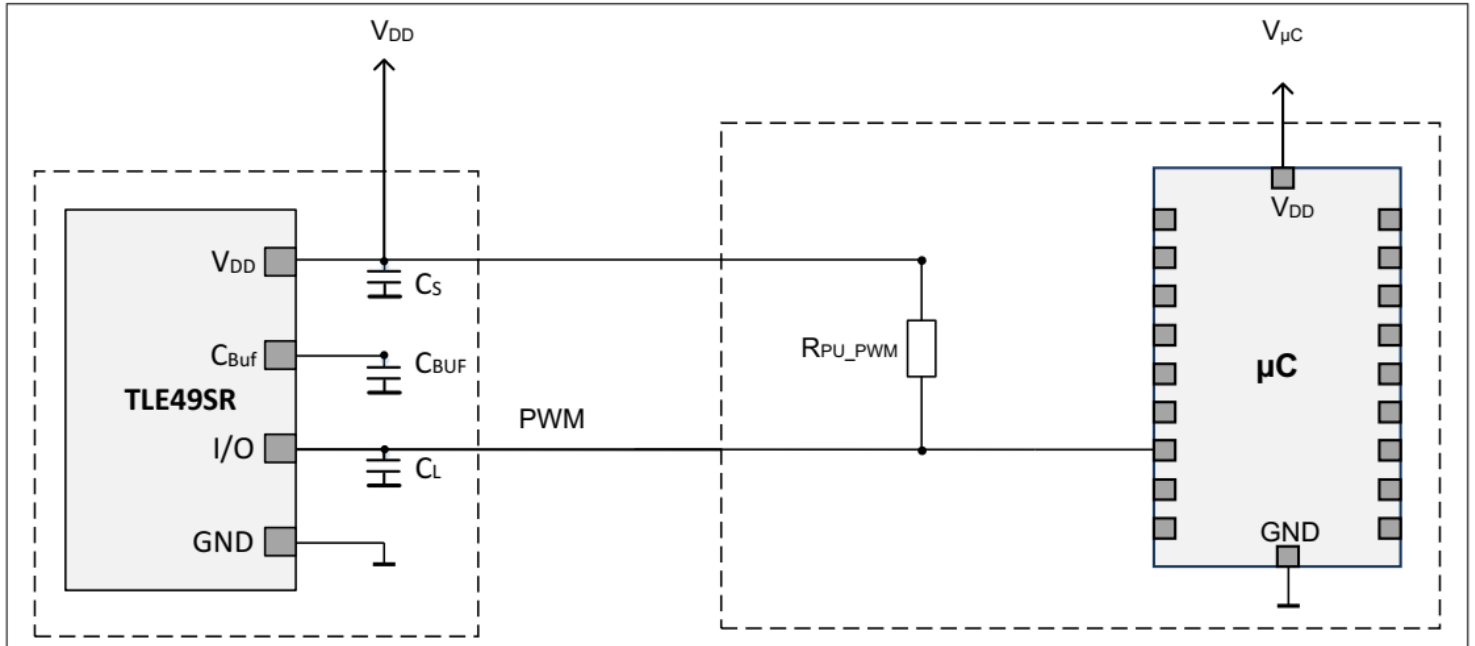 VDD
VµC
VDD
VDD
CS
CBuf
CBUF
RPU_PWM
µC
TLE49SR
PWM
I/O
CL
GND
GND